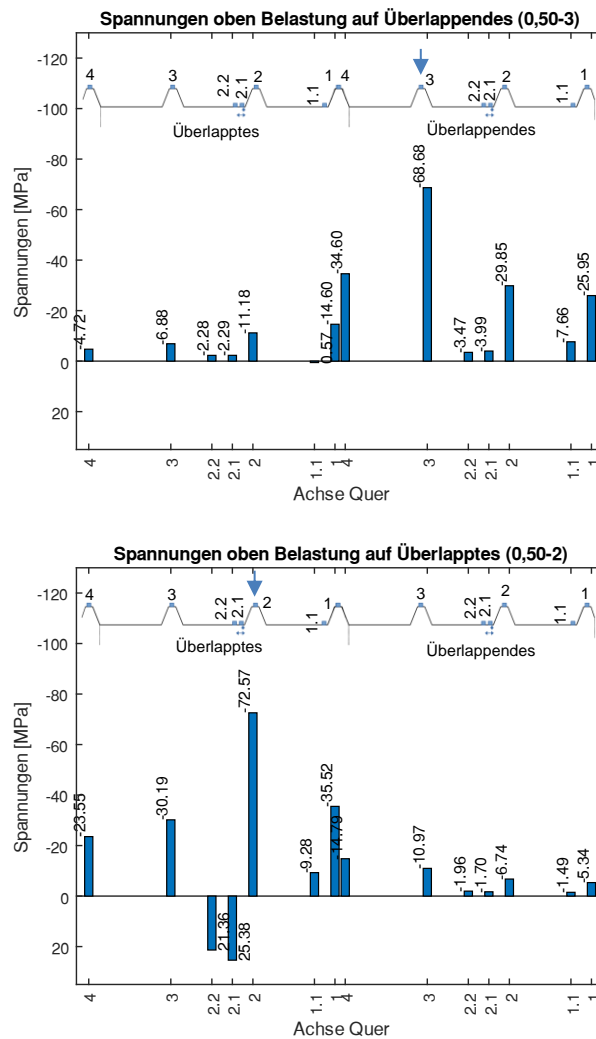 Spannungen oben Belastung auf Überlappendes (0,50-3)
-120
-100
-80
-60
-40
-20
0
20
Spannungen [MPa]
4 3 2.2 2.1 2 1.1 1 4 3 2.2 2.1 2 1.1 1
Überlapptes Überlappendes
-4.72 -6.88 -2.28 -2.29 -11.18 0.57 -14.60 -34.60 -68.68 -3.47 -3.99 -29.85 -7.66 -25.95
4 3 2.2 2.1 2 1.1 1 4 3 2.2 2.1 2 1.1 1
Achse Quer
Spannungen oben Belastung auf Überlapptes (0,50-2)
-120
-100
-80
-60
-40
-20
0
20
Spannungen [MPa]
4 3 2.2 2.1 2 1.1 1 3 2.2 2.1 2 1.1 1
Überlapptes Überlappendes
-23.55 -30.19 21.36 25.38 -72.57 -9.28 -35.52 -14.79 -10.97 -1.96 -1.70 -6.74 -1.49 -5.34
4 3 2.2 2.1 2 1.1 1 4 3 2.2 2.1 2 1.1 1
Achse Quer